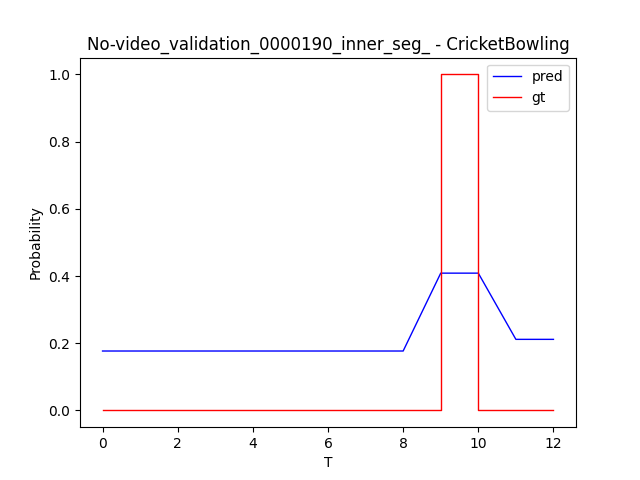 No-video_validation_0000190_inner_seg_ - CricketBowling
pred
gt
1.0
0.8
0.6
0.4
0.2
0.0
Probability
0 2 4 6 8 10 12
T